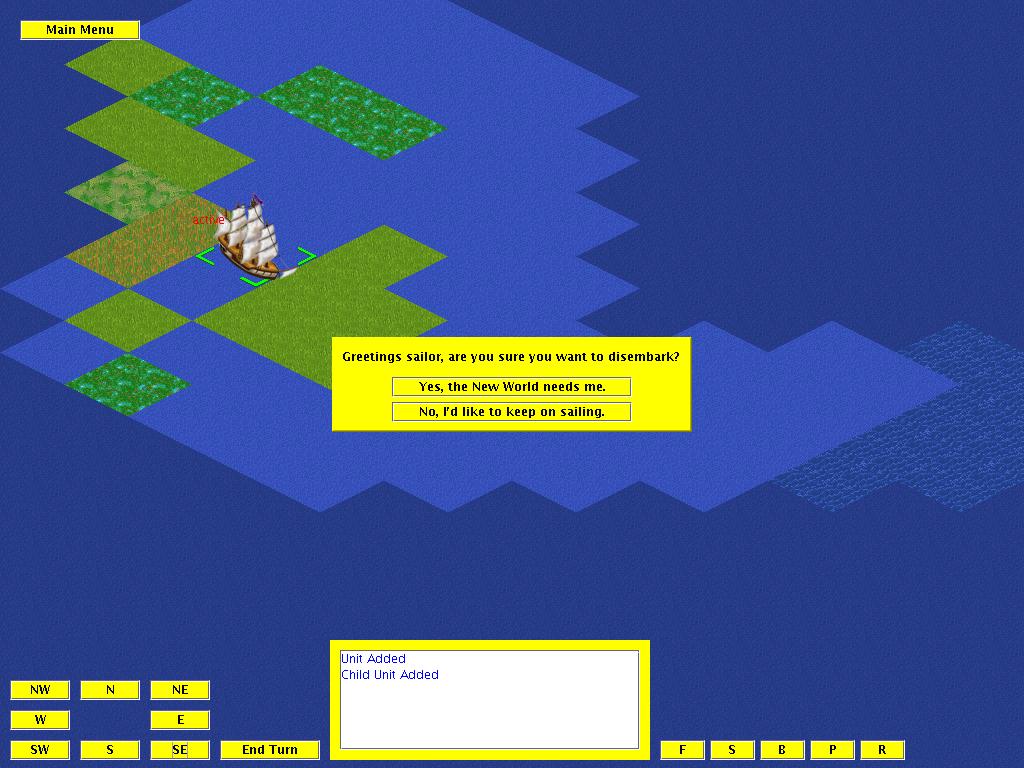 Main Menu
active
Greetings sailor, are you sure you want to disembark?
Yes, the New World needs me.
No, I'd like to keep on sailing.
Unit Added
Child Unit Added
NW N NE
W E
SW S SE End Turn F S B P R